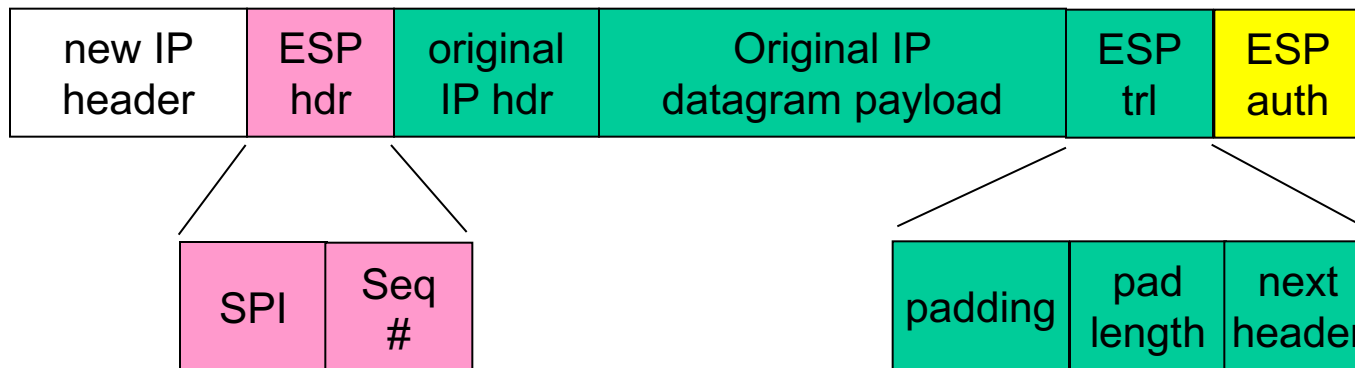 new IP
header
ESP
hdr
original
IP hdr
Original IP
datagram payload
ESP
trl
ESP
auth
SPI
Seq
#
padding
pad
length
next
header